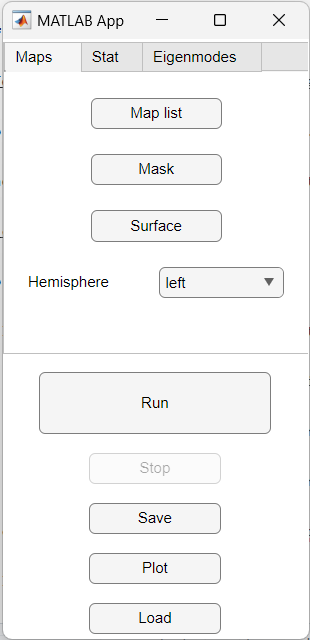 MATLAB App
Maps Stat Eigenmodes
Map list
Mask
Surface
Hemisphere left
Run
Stop
Save
Plot
Load